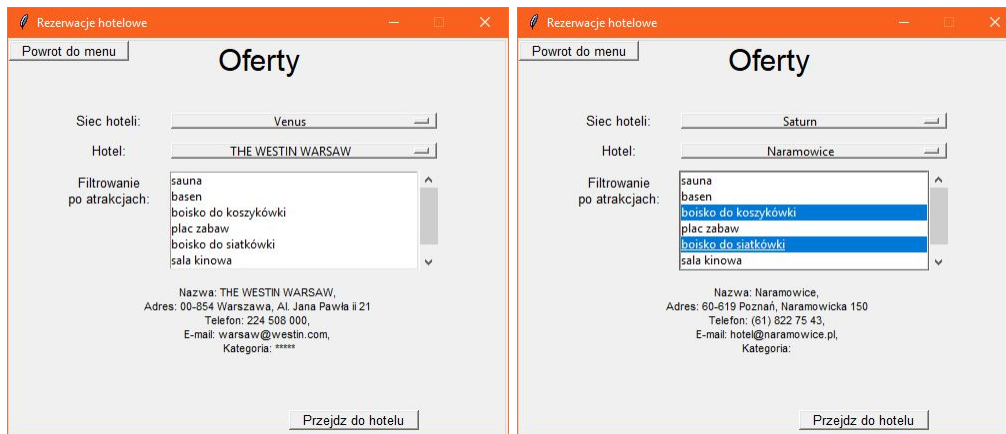 Rezerwacje hotelowe
Powrot do menu
Oferty
Siec hoteli:
Venus
Hotel:
THE WESTIN WARSAW
Filtrowanie
po atrakcjach:
sauna
basen
boisko do koszykówki
plac zabaw
boisko do siatkówki
sala kinowa
Nazwa: THE WESTIN WARSAW,
Adres: 00-854 Warszawa, Al. Jana Pawła ii 21
Telefon: 224 508 000,
E-mail: warsaw@westin.com,
Kategoria: *****
Przejdz do hotelu
Rezerwacje hotelowe
Powrot do menu
Oferty
Siec hoteli:
Saturn
Hotel:
Naramowice
Filtrowanie
po atrakcjach:
sauna
basen
boisko do koszykówki
plac zabaw
boisko do siatkówki
sala kinowa
Nazwa: Naramowice,
Adres: 60-619 Poznań, Naramowicka 150
Telefon: (61) 822 75 43,
E-mail: hotel@naramowice.pl,
Kategoria:
Przejdz do hotelu